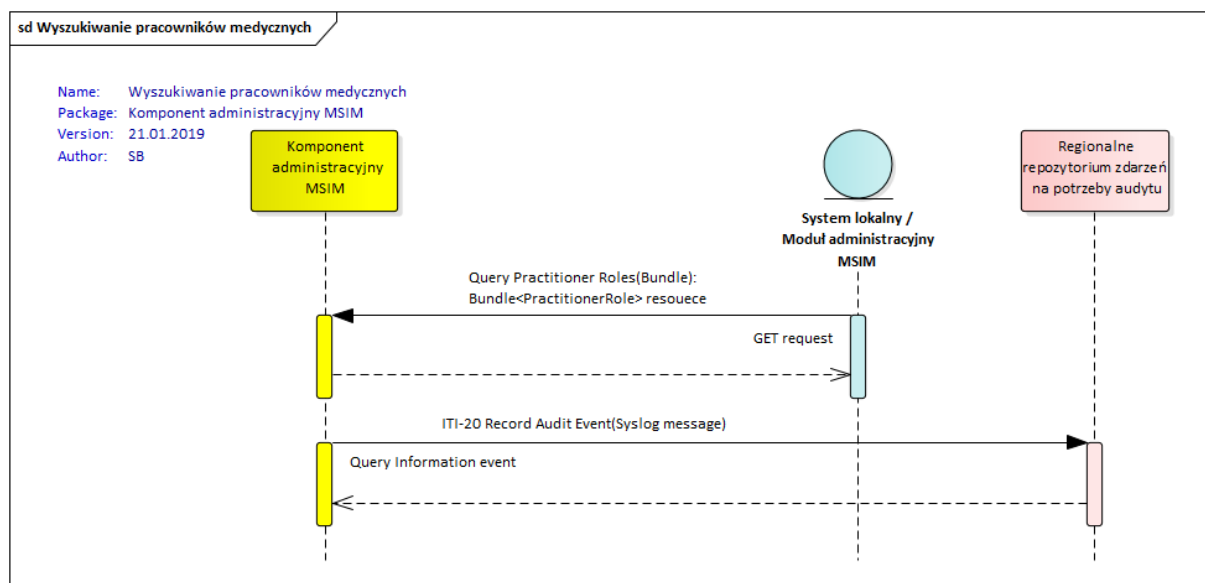 sd Wyszukiwanie pracowników medycznych
Name: Wyszukiwanie pracowników medycznych
Package: Komponent administracyjny MSIM
Version: 21.01.2019
Author: SB
Komponent
administracyjny
MSIM
System lokalny /
Moduł administracyjny
MSIM
Regionalne
repozytorium zdarzeń
na potrzeby audytu
Query Practitioner Roles(Bundle):
Bundle<PractitionerRole> resouece
GET request
ITI-20 Record Audit Event(Syslog message)
Query Information event